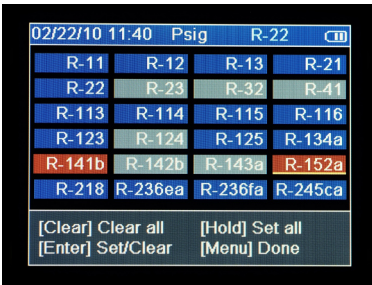 02/22/10 11:40 Psig R-22
R-11 R-12 R-13 R-21
R-22 R-23 R-32 R-41
R-113 R-114 R-115 R-116
R-123 R-124 R-125 R-134a
R-141b R-142b R-143a R-152a
R-218 R-236ea R-236fa R-245ca
[Clear] Clear all [Hold] Set all
[Enter] Set/Clear [Menu] Done